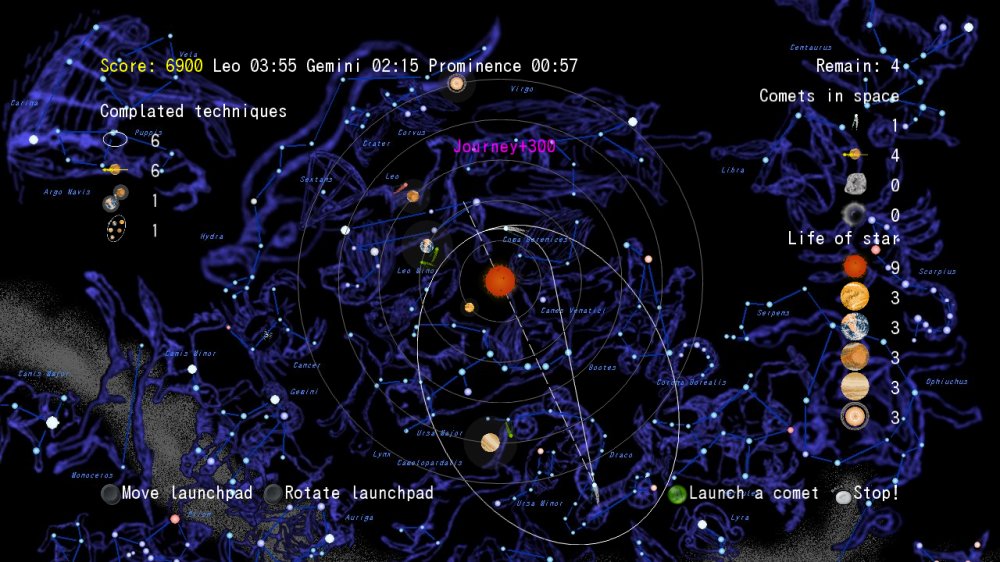 Centaurus
Vela
Score: 6900 Leo 03:55 Gemini 02:15 Prominence 00:57
Remain: 4
Virgo
Comets in space
Carina
Complated techniques
1
Puppis
6
Corvus
Crater
Journey+300
4
6
Leo
Sextans
Libra
0
Argo Navis
1
0
1
Hydra
Coma Berenices
Life of star
Leo Minor
9
Scorpius
3
Canes Venatici
Serpens
3
Canis Minor
Cancer
Bootes
3
Canis Major
Gemini
Corona Borealis
Ophiuchus
3
3
Ursa Major
Lynx
Camelopardalis
Draco
Monoceros
Move launchpad
Rotate launchpad
Launch a comet
Stop!
Ursa Minor
Orion
Auriga
Lyra